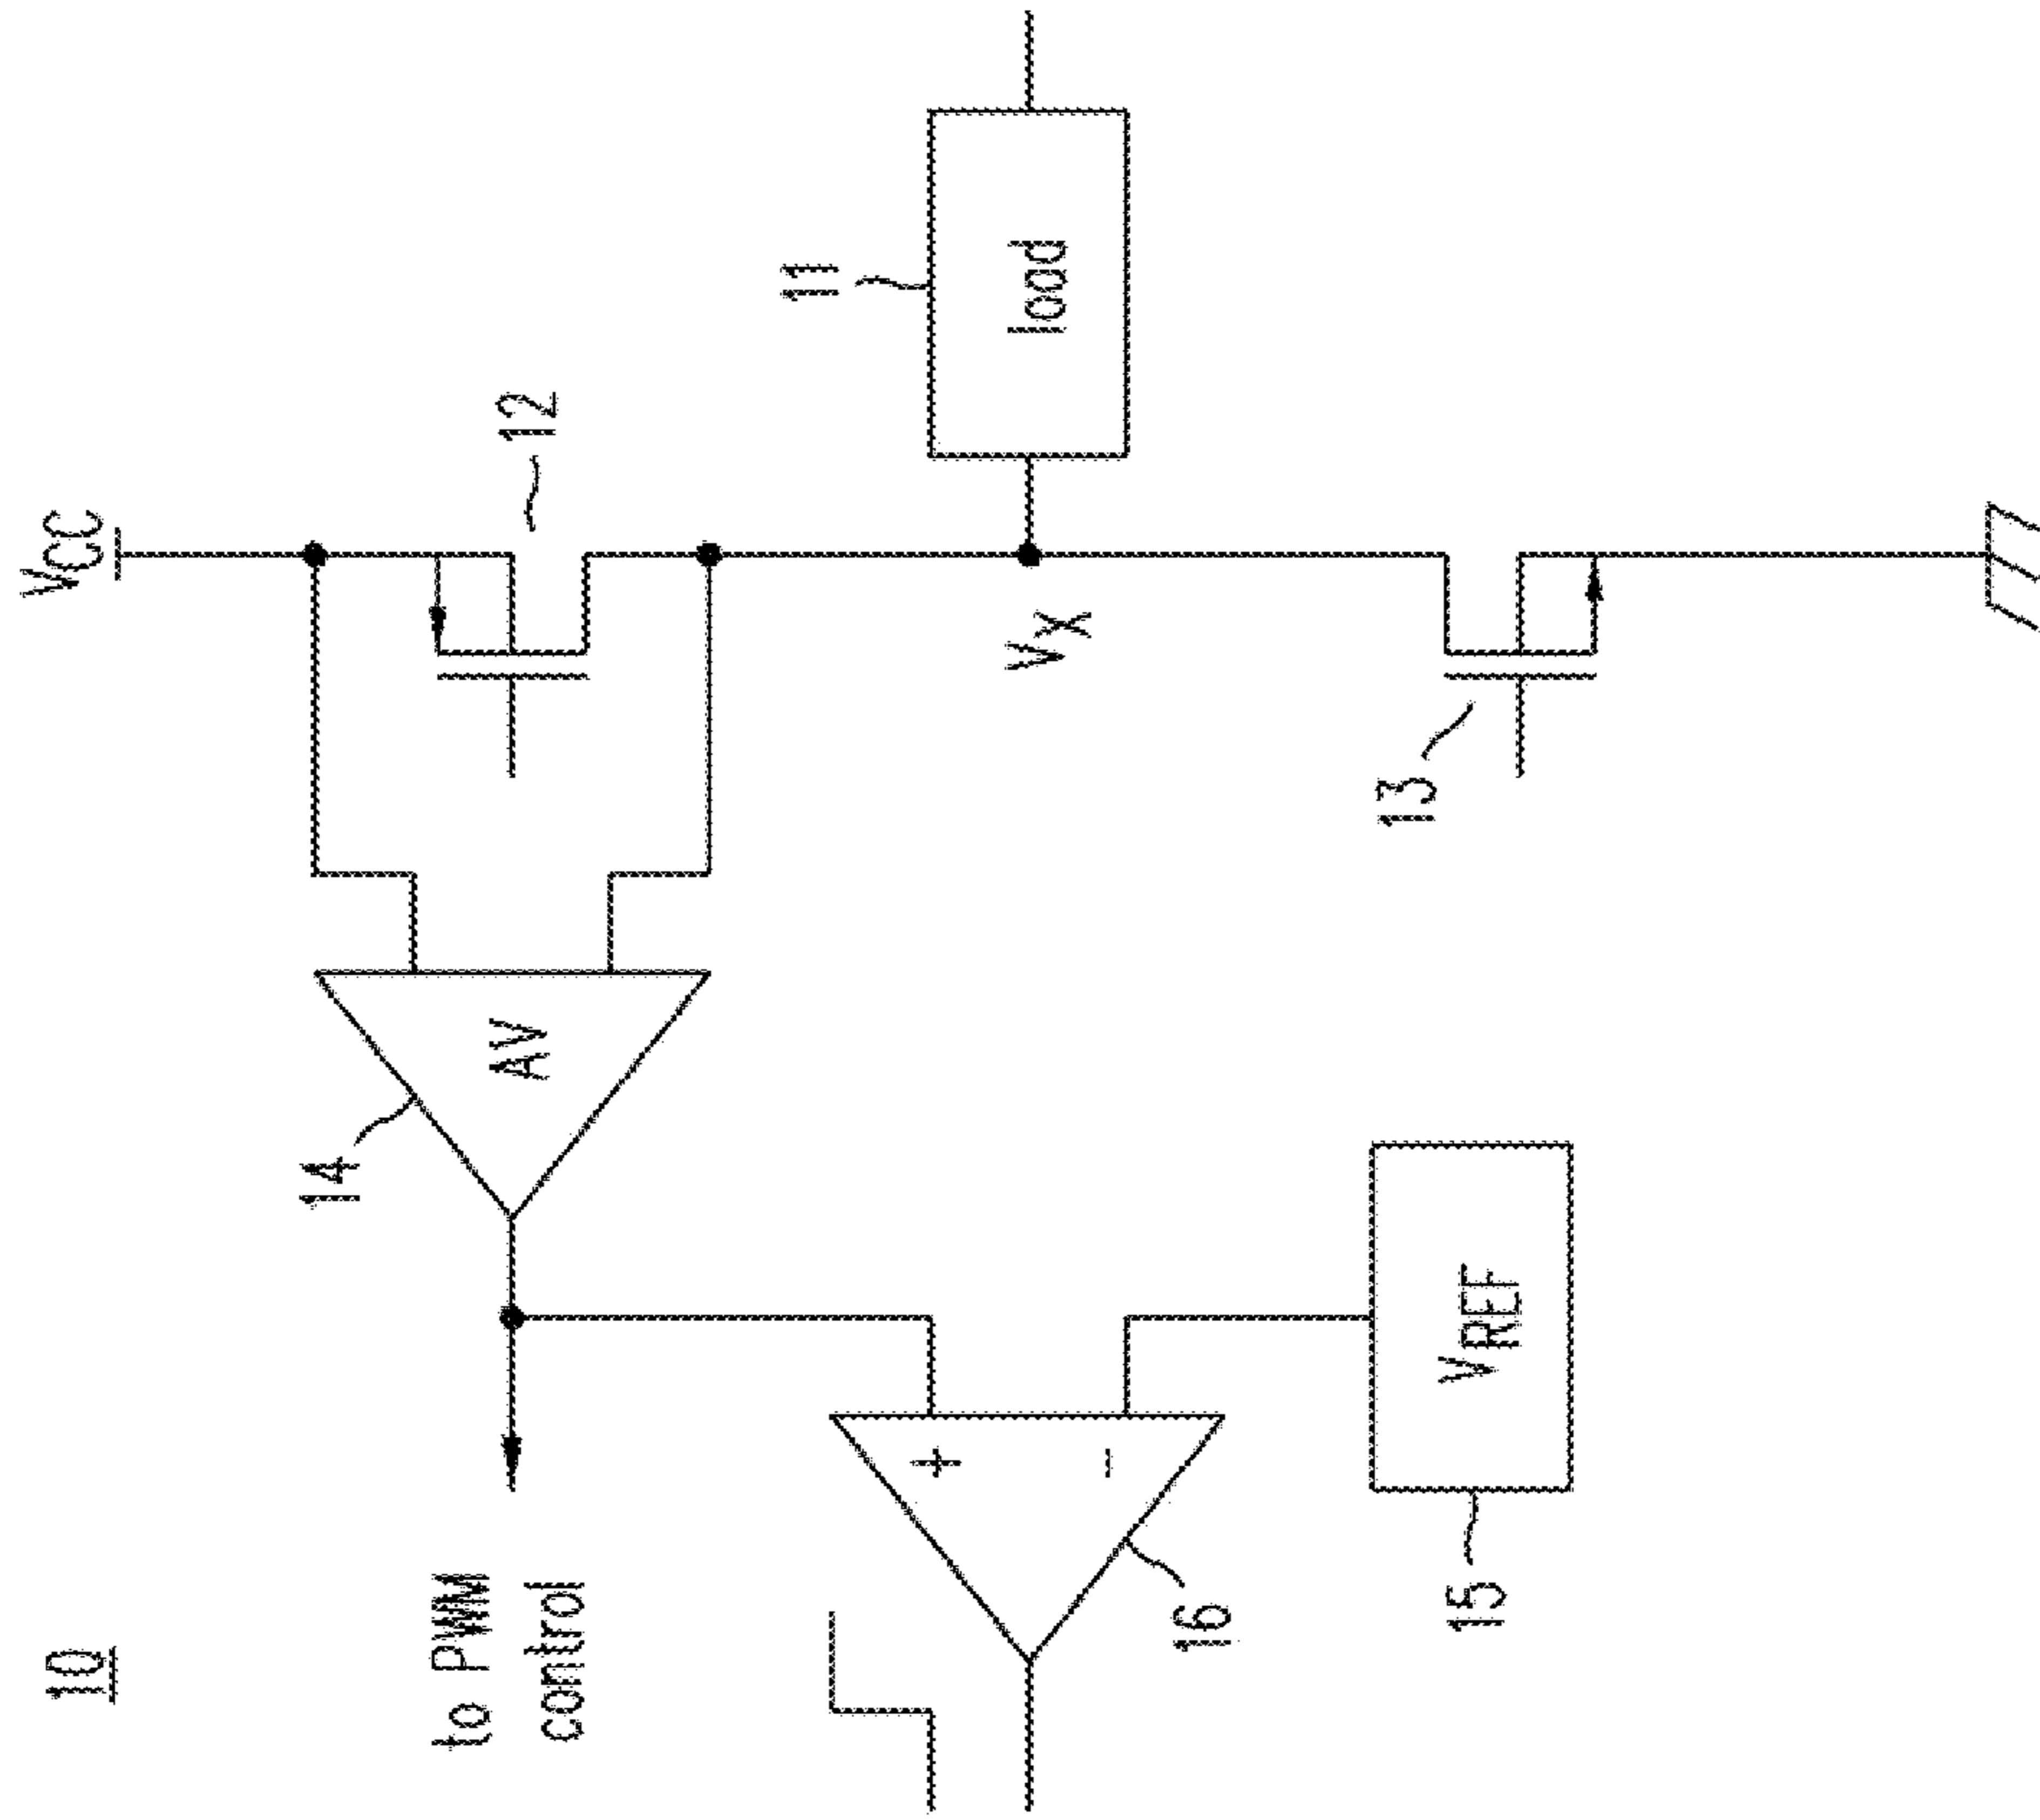 10
to PWM
control
14
AV
VCC
12
11
load
VX
13
16
+
-
VREF
15